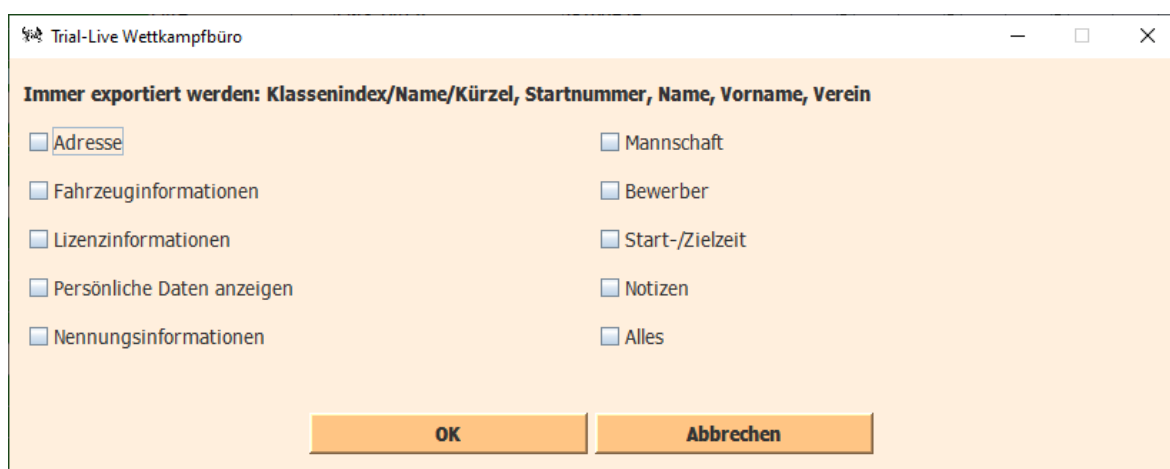 Trial-Live Wettkampfbüro
Immer exportiert werden: Klassenindex/Name/Kürzel, Startnummer, Name, Vorname, Verein
Adresse
Mannschaft
Fahrzeuginformationen
Bewerber
Lizenzinformationen
Start-/Zielzeit
Persönliche Daten anzeigen
Notizen
Nennungsinformationen
Alles
OK
Abbrechen